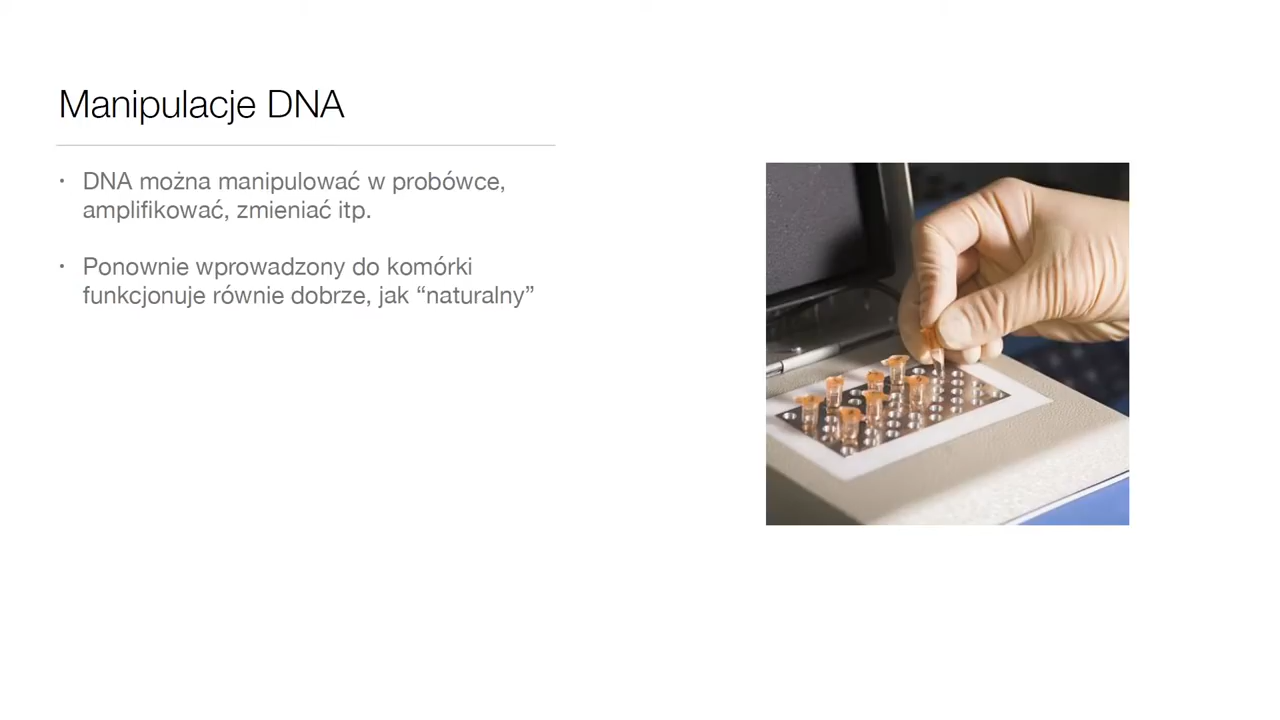 Manipulacje DNA
• DNA można manipulować w probówce,
amplifikować, zmieniać itp.
• Ponownie wprowadzony do komórki
funkcjonuje równie dobrze, jak “naturalny”